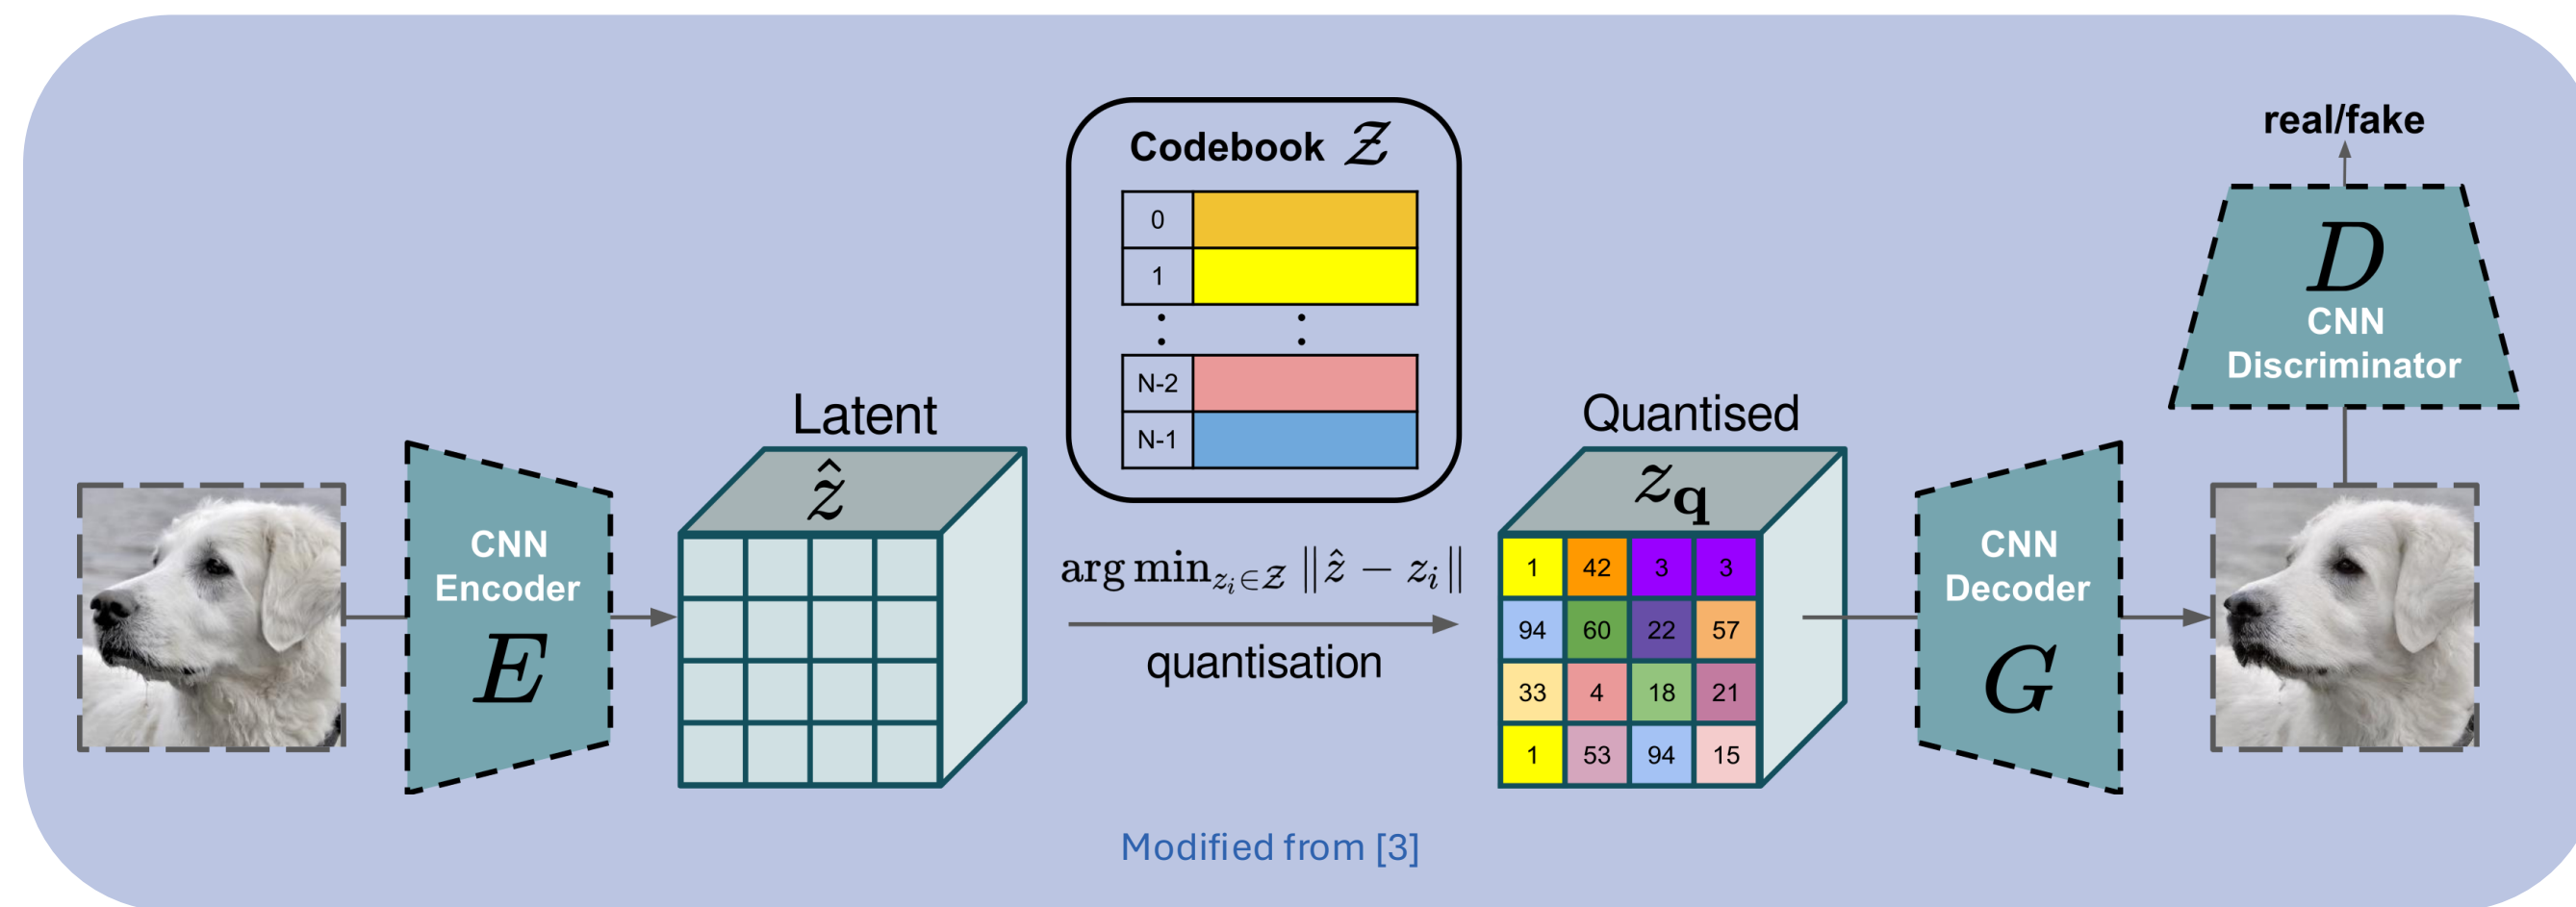 real/fake
Codebook 𝒵
0
1
:
:
N-2
N-1
D
CNN
Discriminator
Latent
ẑ
Quantised
z_q
CNN
Encoder
E
arg min_{z_i∈𝒵} ‖ẑ − z_i‖
quantisation
1 42 3 3
94 60 22 57
33 4 18 21
1 53 94 15
CNN
Decoder
G
Modified from [3]